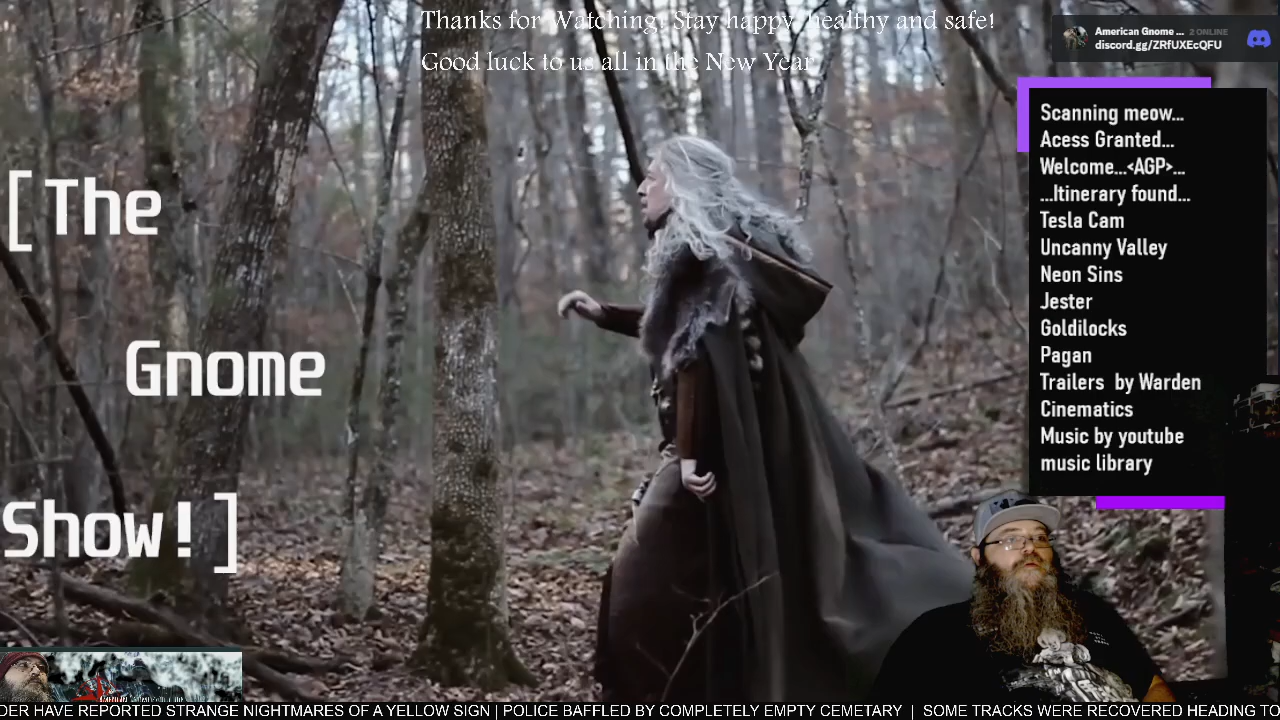 Thanks for Watching! Stay happy, healthy and safe!
Good luck to us all in the New Year
American Gnome ... 2 ONLINE
discord.gg/ZRfUXEcQFU
[ The
Gnome
Show! ]
Scanning meow...
Acess Granted...
Welcome...<AGP>...
...Itinerary found...
Tesla Cam
Uncanny Valley
Neon Sins
Jester
Goldilocks
Pagan
Trailers by Warden
Cinematics
Music by youtube
music library
DER HAVE REPORTED STRANGE NIGHTMARES OF A YELLOW SIGN | POLICE BAFFLED BY COMPLETELY EMPTY CEMETARY | SOME TRACKS WERE RECOVERED HEADING TO